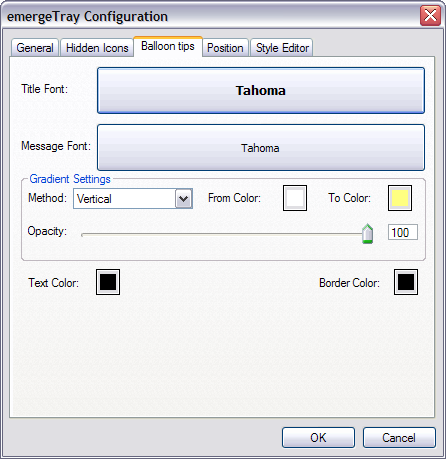 emergeTray Configuration
General Hidden Icons Balloon tips Position Style Editor
Title Font: Tahoma
Message Font: Tahoma
Gradient Settings
Method: Vertical From Color: To Color:
Opacity: 100
Text Color: Border Color:
OK Cancel